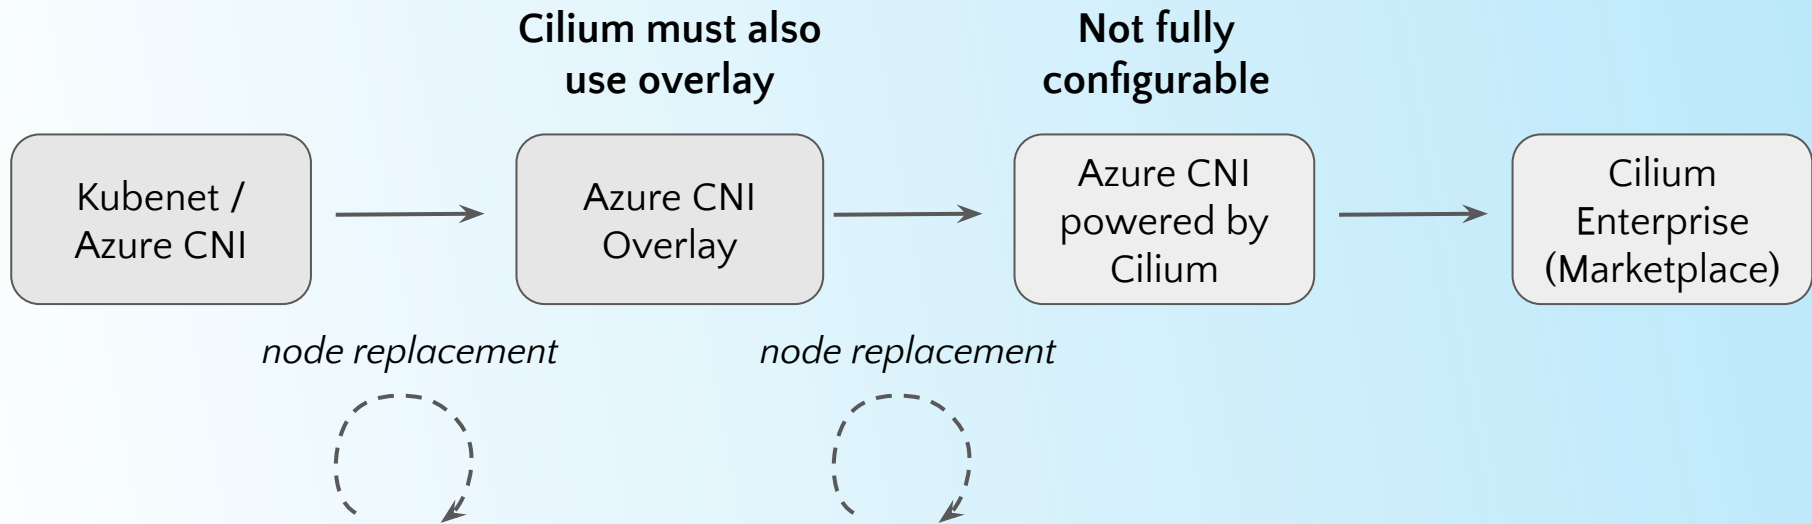 Cilium must also
use overlay
Not fully
configurable
Kubenet /
Azure CNI
Azure CNI
Overlay
Azure CNI
powered by
Cilium
Cilium
Enterprise
(Marketplace)
node replacement
node replacement